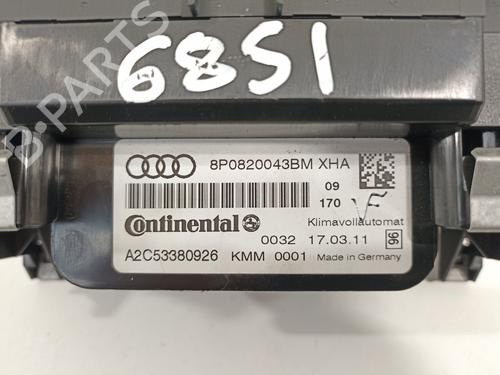 6851
B-PARTS
8P0820043BM XHA
09
170 VF
Continental
Klimavollautomat
0032 17.03.11
96
A2C53380926 KMM 0001 Made in Germany